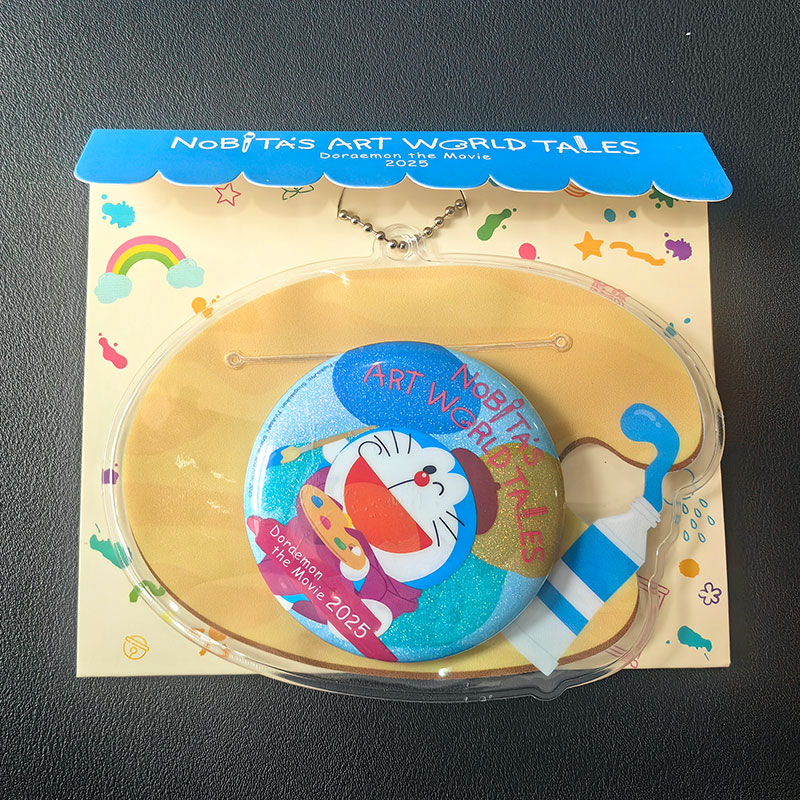 NOBITA'S ART WORLD TALES
Doraemon the Movie
2025
NOBITA'S
ART WORLD
TALES
Doraemon
the Movie 2025